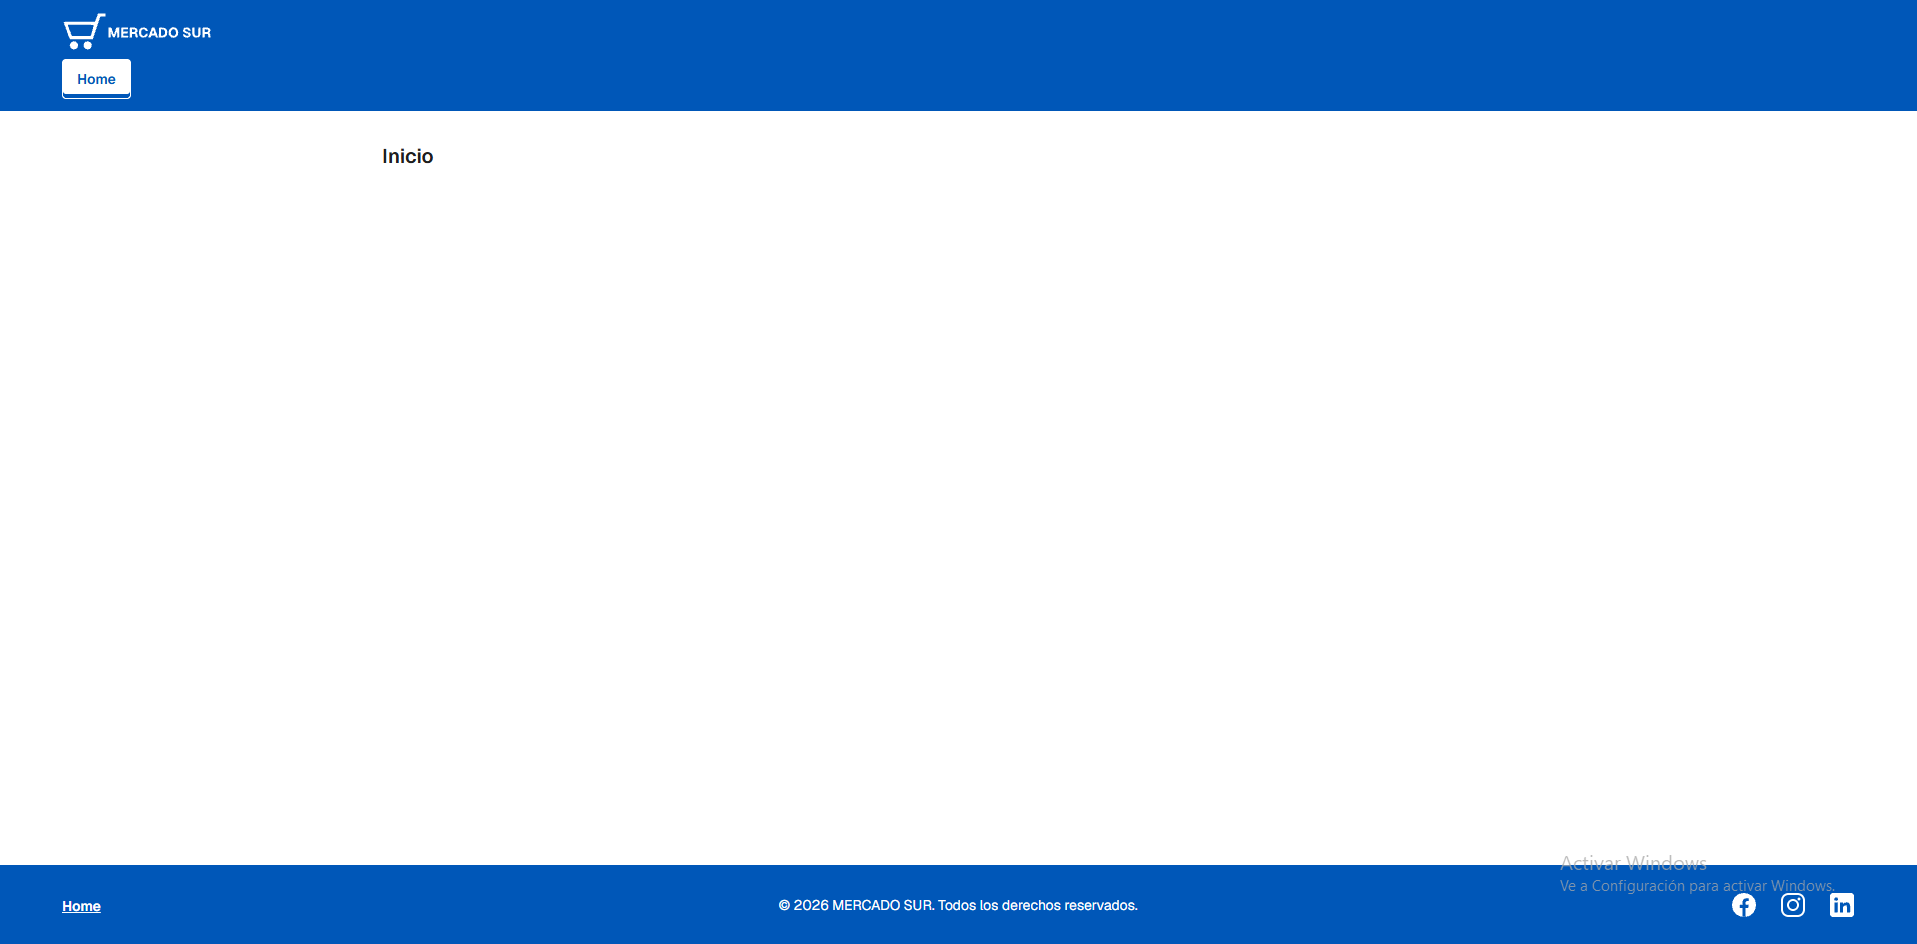 MERCADO SUR
Home
Inicio
Activar Windows
Ve a Configuración para activar Windows.
Home
© 2026 MERCADO SUR. Todos los derechos reservados.
in